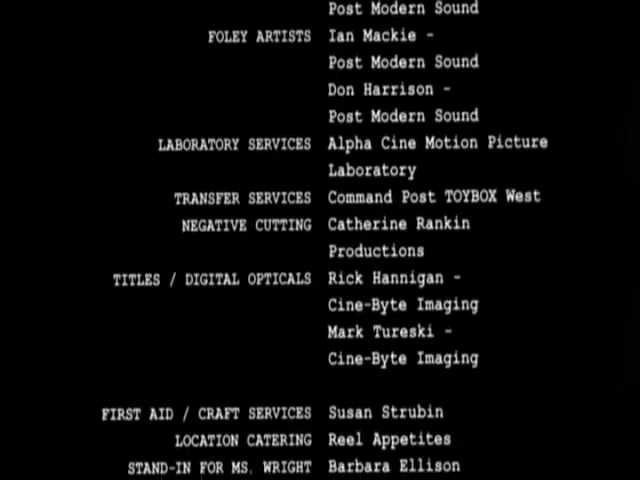 Post Modern Sound
FOLEY ARTISTS Ian Mackie -
Post Modern Sound
Don Harrison -
Post Modern Sound
LABORATORY SERVICES Alpha Cine Motion Picture
Laboratory
TRANSFER SERVICES Command Post TOYBOX West
NEGATIVE CUTTING Catherine Rankin
Productions
TITLES / DIGITAL OPTICALS Rick Hannigan -
Cine-Byte Imaging
Mark Tureski -
Cine-Byte Imaging
FIRST AID / CRAFT SERVICES Susan Strubin
LOCATION CATERING Reel Appetites
STAND-IN FOR MS. WRIGHT Barbara Ellison